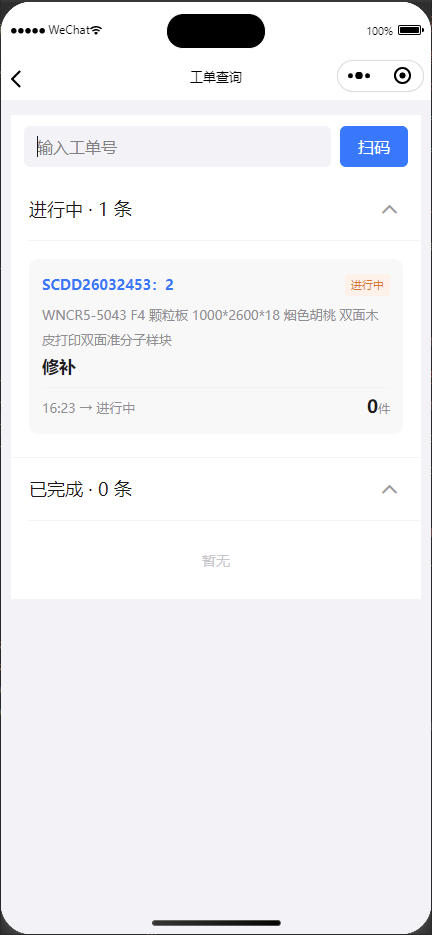 WeChat
100%
工单查询
输入工单号
扫码
进行中 · 1 条
SCDD26032453：2
进行中
WNCR5-5043 F4 颗粒板 1000*2600*18 烟色胡桃 双面木
皮打印双面准分子样块
修补
16:23 → 进行中
0件
已完成 · 0 条
暂无